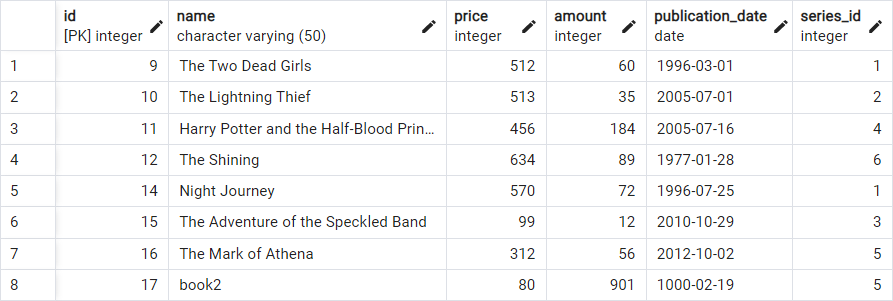 id name price amount publication_date series_id
[PK] integer character varying (50) integer integer date integer
1 9 The Two Dead Girls 512 60 1996-03-01 1
2 10 The Lightning Thief 513 35 2005-07-01 2
3 11 Harry Potter and the Half-Blood Prin... 456 184 2005-07-16 4
4 12 The Shining 634 89 1977-01-28 6
5 14 Night Journey 570 72 1996-07-25 1
6 15 The Adventure of the Speckled Band 99 12 2010-10-29 3
7 16 The Mark of Athena 312 56 2012-10-02 5
8 17 book2 80 901 1000-02-19 5